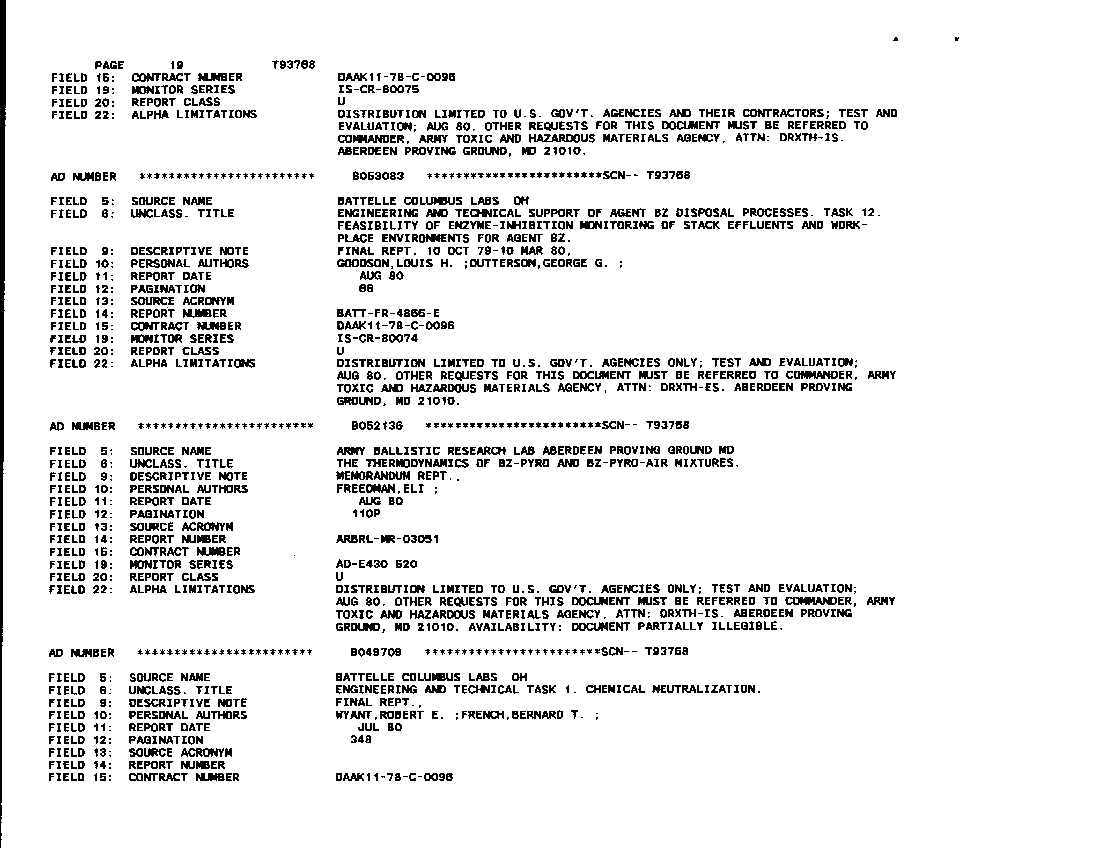 PAGE 19 T93768
FIELD 15: CONTRACT NUMBER DAAK11-78-C-0096
FIELD 19: MONITOR SERIES IS-CR-80075
FIELD 20: REPORT CLASS U
FIELD 22: ALPHA LIMITATIONS DISTRIBUTION LIMITED TO U.S. GOV'T. AGENCIES AND THEIR CONTRACTORS; TEST AND
EVALUATION; AUG 80. OTHER REQUESTS FOR THIS DOCUMENT MUST BE REFERRED TO
COMMANDER, ARMY TOXIC AND HAZARDOUS MATERIALS AGENCY, ATTN: DRXTH-IS.
ABERDEEN PROVING GROUND, MD 21010.
AD NUMBER ************************ B053083 ************************SCN-- T93768
FIELD 5: SOURCE NAME BATTELLE COLUMBUS LABS OH
FIELD 6: UNCLASS. TITLE ENGINEERING AND TECHNICAL SUPPORT OF AGENT BZ DISPOSAL PROCESSES. TASK 12.
FEASIBILITY OF ENZYME-INHIBITION MONITORING OF STACK EFFLUENTS AND WORK-
PLACE ENVIRONMENTS FOR AGENT BZ.
FIELD 9: DESCRIPTIVE NOTE FINAL REPT. 10 OCT 79-10 MAR 80,
FIELD 10: PERSONAL AUTHORS GOODSON,LOUIS H. ;DUTTERSON,GEORGE G. ;
FIELD 11: REPORT DATE AUG 80
FIELD 12: PAGINATION 66
FIELD 13: SOURCE ACRONYM
FIELD 14: REPORT NUMBER BATT-FR-4866-E
FIELD 15: CONTRACT NUMBER DAAK11-78-C-0096
FIELD 19: MONITOR SERIES IS-CR-80074
FIELD 20: REPORT CLASS U
FIELD 22: ALPHA LIMITATIONS DISTRIBUTION LIMITED TO U.S. GOV'T. AGENCIES ONLY; TEST AND EVALUATION;
AUG 80. OTHER REQUESTS FOR THIS DOCUMENT MUST BE REFERRED TO COMMANDER, ARMY
TOXIC AND HAZARDOUS MATERIALS AGENCY, ATTN: DRXTH-ES. ABERDEEN PROVING
GROUND, MD 21010.
AD NUMBER ************************ B052136 ************************SCN-- T93768
FIELD 5: SOURCE NAME ARMY BALLISTIC RESEARCH LAB ABERDEEN PROVING GROUND MD
FIELD 6: UNCLASS. TITLE THE THERMODYNAMICS OF BZ-PYRO AND BZ-PYRO-AIR MIXTURES.
FIELD 9: DESCRIPTIVE NOTE MEMORANDUM REPT.,
FIELD 10: PERSONAL AUTHORS FREEDMAN,ELI ;
FIELD 11: REPORT DATE AUG 80
FIELD 12: PAGINATION 110P
FIELD 13: SOURCE ACRONYM
FIELD 14: REPORT NUMBER ARBRL-MR-03051
FIELD 15: CONTRACT NUMBER
FIELD 19: MONITOR SERIES AD-E430 520
FIELD 20: REPORT CLASS U
FIELD 22: ALPHA LIMITATIONS DISTRIBUTION LIMITED TO U.S. GOV'T. AGENCIES ONLY; TEST AND EVALUATION;
AUG 80. OTHER REQUESTS FOR THIS DOCUMENT MUST BE REFERRED TO COMMANDER, ARMY
TOXIC AND HAZARDOUS MATERIALS AGENCY, ATTN: DRXTH-IS. ABERDEEN PROVING
GROUND, MD 21010. AVAILABILITY: DOCUMENT PARTIALLY ILLEGIBLE.
AD NUMBER ************************ B049709 ************************SCN-- T93768
FIELD 5: SOURCE NAME BATTELLE COLUMBUS LABS OH
FIELD 6: UNCLASS. TITLE ENGINEERING AND TECHNICAL TASK 1. CHEMICAL NEUTRALIZATION.
FIELD 9: DESCRIPTIVE NOTE FINAL REPT.,
FIELD 10: PERSONAL AUTHORS WYANT,ROBERT E. ;FRENCH,BERNARD T. ;
FIELD 11: REPORT DATE JUL 80
FIELD 12: PAGINATION 348
FIELD 13: SOURCE ACRONYM
FIELD 14: REPORT NUMBER
FIELD 15: CONTRACT NUMBER DAAK11-78-C-0096